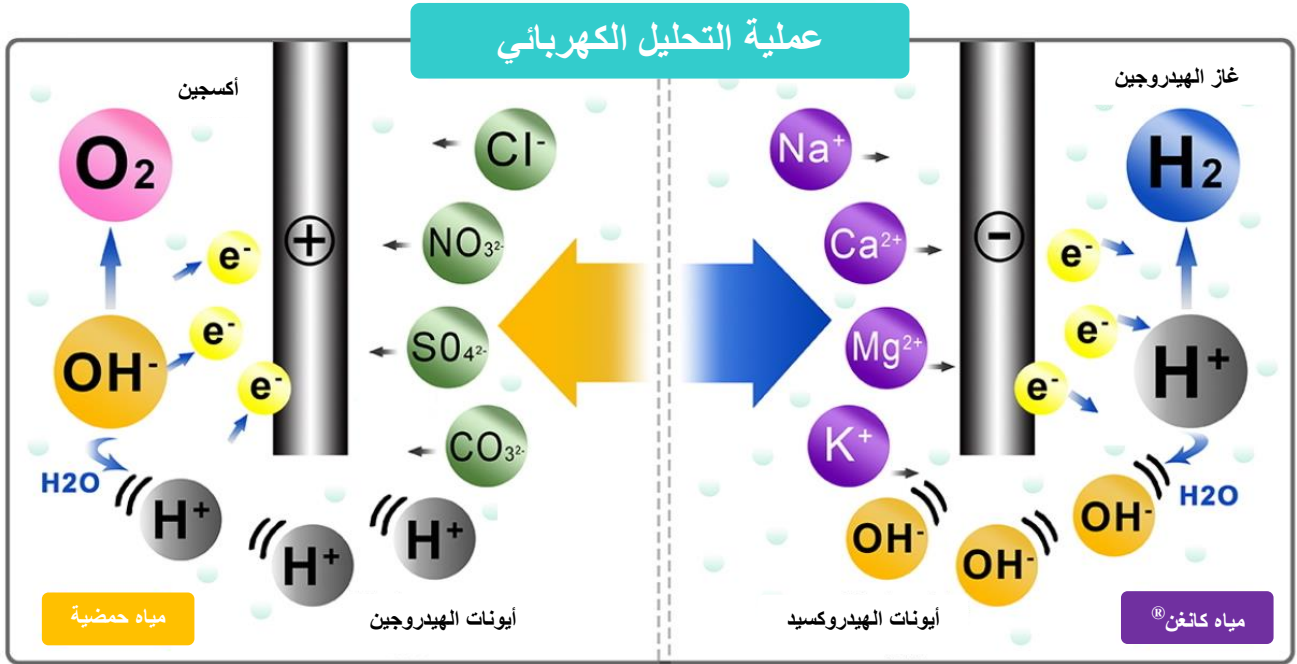 عملية التحليل الكهربائي
أكسجين
غاز الهيدروجين
O2
Cl-
Na+
H2
+
-
e-
NO32-
Ca2+
e-
e-
S042-
Mg2+
e-
OH-
H+
e-
e-
CO32-
K+
H2O
H2O
H+
H+
H+
OH-
OH-
OH-
مياه حمضية
أيونات الهيدروجين
أيونات الهيدروكسيد
مياه كانغن®